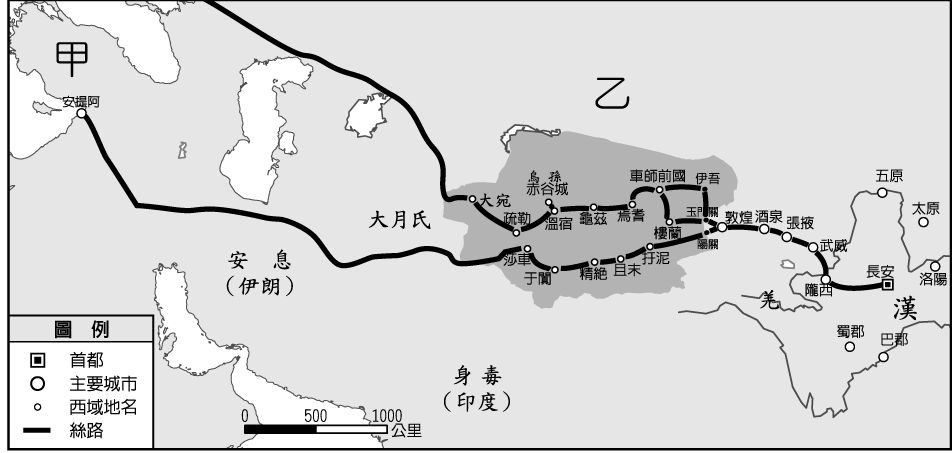 甲
乙
安提阿
五原
太原
烏孫
赤谷城
車師前國
伊吾
大宛
疏勒
溫宿
龜茲
焉耆
樓蘭
玉門關
陽關
敦煌
酒泉
張掖
武威
大月氏
莎車
于闐
精絕
且末
扜泥
長安
洛陽
隴西
羌
漢
安息
（伊朗）
蜀郡
巴郡
身毒
（印度）
圖例
首都
主要城市
西域地名
絲路
0 500 1000
公里